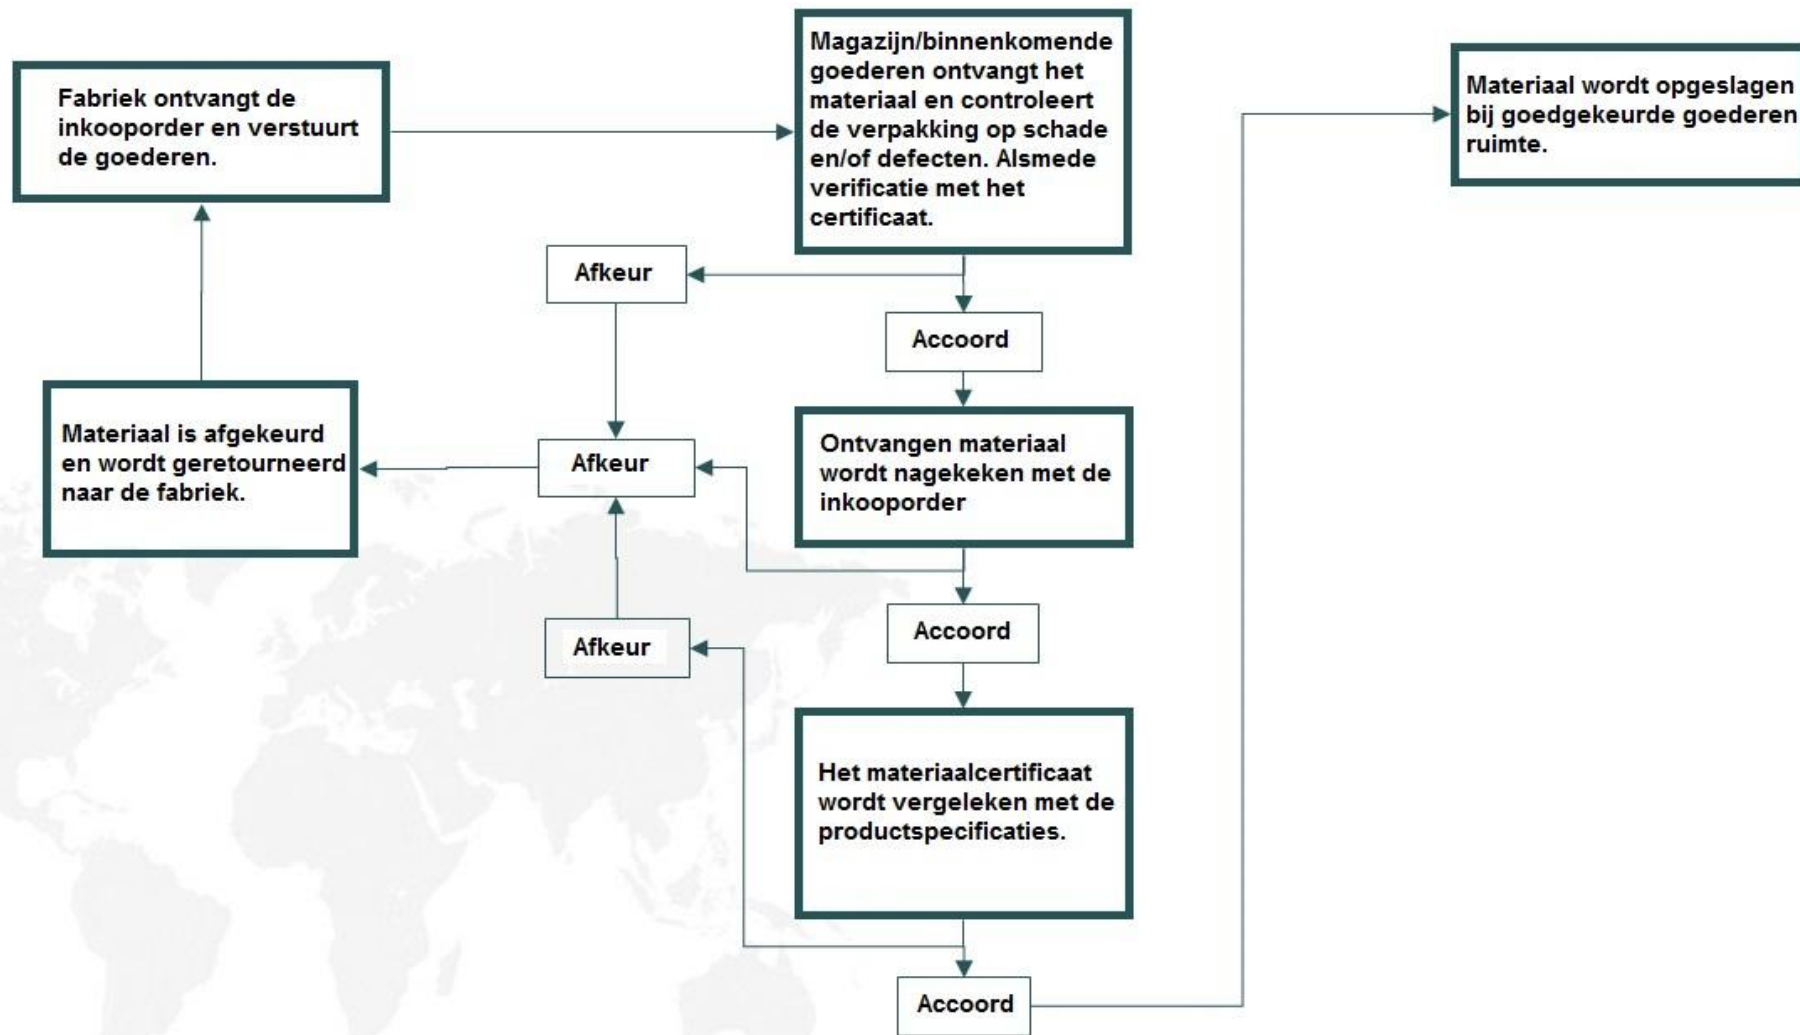 Fabriek ontvangt de
inkooporder en verstuurt
de goederen.
Magazijn/binnenkomende
goederen ontvangt het
materiaal en controleert
de verpakking op schade
en/of defecten. Alsmede
verificatie met het
certificaat.
Materiaal wordt opgeslagen
bij goedgekeurde goederen
ruimte.
Afkeur
Accoord
Materiaal is afgekeurd
en wordt geretourneerd
naar de fabriek.
Afkeur
Ontvangen materiaal
wordt nagekeken met de
inkooporder
Afkeur
Accoord
Het materiaalcertificaat
wordt vergeleken met de
productspecificaties.
Accoord